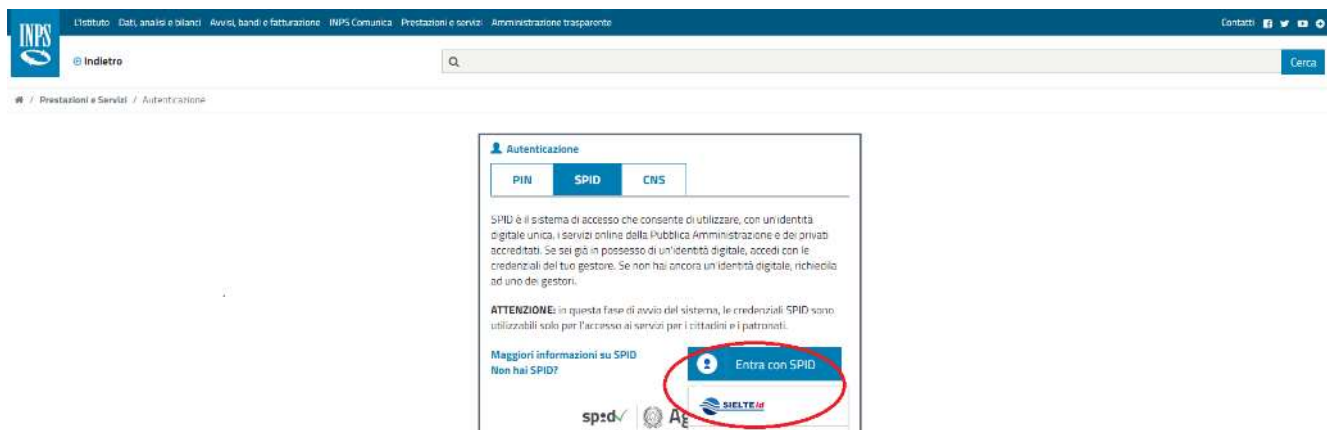 INPS
L'Istituto Dati, analisi e bilanci Avvisi, bandi e fatturazione INPS Comunica Prestazioni e servizi Amministrazione trasparente
Contatti
Indietro
Cerca
/ Prestazioni e Servizi / Autenticazione
Autenticazione
PIN SPID CNS
SPID è il sistema di accesso che consente di utilizzare, con un'identità
digitale unica, i servizi online della Pubblica Amministrazione e dei privati
accreditati. Se sei già in possesso di un'identità digitale, accedi con le
credenziali del tuo gestore. Se non hai ancora un'identità digitale, richiedila
ad uno dei gestori.
ATTENZIONE: in questa fase di avvio del sistema, le credenziali SPID sono
utilizzabili solo per l'accesso ai servizi per i cittadini e i patronati.
Maggiori informazioni su SPID
Non hai SPID?
Entra con SPID
SIELTE id
spid Ag